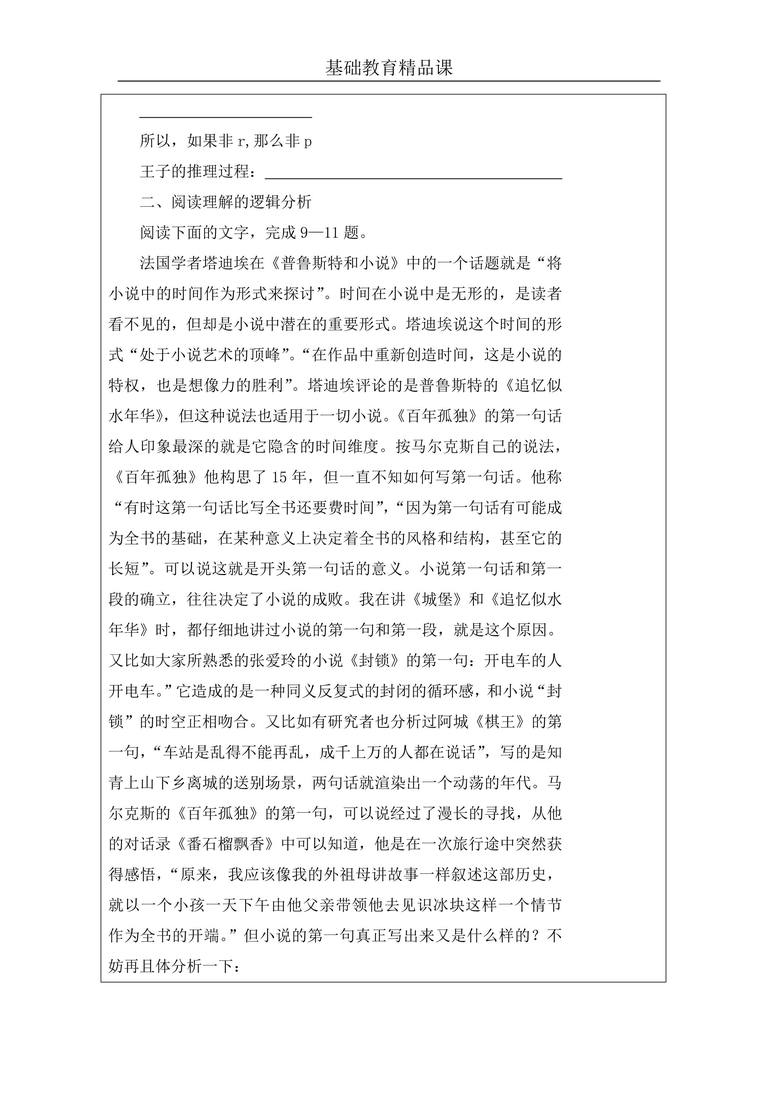 基础教育精品课
所以，如果非 r,那么非 p
王子的推理过程：
二、阅读理解的逻辑分析
阅读下面的文字，完成 9—11 题。
法国学者塔迪埃在《普鲁斯特和小说》中的一个话题就是“将
小说中的时间作为形式来探讨”。时间在小说中是无形的，是读者
看不见的，但却是小说中潜在的重要形式。塔迪埃说这个时间的形
式“处于小说艺术的顶峰”。“在作品中重新创造时间，这是小说的
特权，也是想像力的胜利”。塔迪埃评论的是普鲁斯特的《追忆似
水年华》，但这种说法也适用于一切小说。《百年孤独》的第一句话
给人印象最深的就是它隐含的时间维度。按马尔克斯自己的说法，
《百年孤独》他构思了 15 年，但一直不知如何写第一句话。他称
“有时这第一句话比写全书还要费时间”，“因为第一句话有可能成
为全书的基础，在某种意义上决定着全书的风格和结构，甚至它的
长短”。可以说这就是开头第一句话的意义。小说第一句话和第一
段的确立，往往决定了小说的成败。我在讲《城堡》和《追忆似水
年华》时，都仔细地讲过小说的第一句和第一段，就是这个原因。
又比如大家所熟悉的张爱玲的小说《封锁》的第一句：开电车的人
开电车。”它造成的是一种同义反复式的封闭的循环感，和小说“封
锁”的时空正相吻合。又比如有研究者也分析过阿城《棋王》的第
一句，“车站是乱得不能再乱，成千上万的人都在说话”，写的是知
青上山下乡离城的送别场景，两句话就渲染出一个动荡的年代。马
尔克斯的《百年孤独》的第一句，可以说经过了漫长的寻找，从他
的对话录《番石榴飘香》中可以知道，他是在一次旅行途中突然获
得感悟，“原来，我应该像我的外祖母讲故事一样叙述这部历史，
就以一个小孩一天下午由他父亲带领他去见识冰块这样一个情节
作为全书的开端。”但小说的第一句真正写出来又是什么样的？不
妨再且体分析一下：